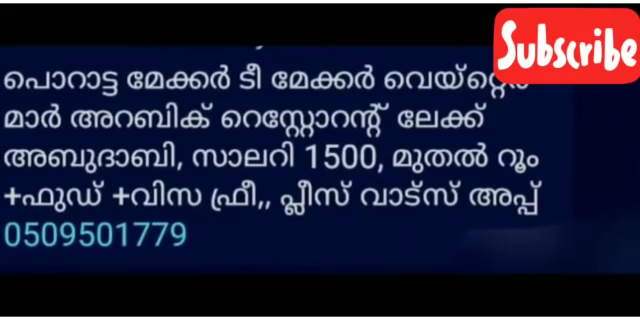 Subscribe
പൊറാട്ട മേക്കർ ടീ മേക്കർ
മാർ അറബിക് റെസ്റ്റോറന്റ് ലേക്ക്
അബുദാബി, സാലറി 1500, മുതൽ റൂം
+ഫുഡ് +വിസ ഫ്രീ,, പ്ലീസ് വാട്സ് അപ്പ്
0509501779